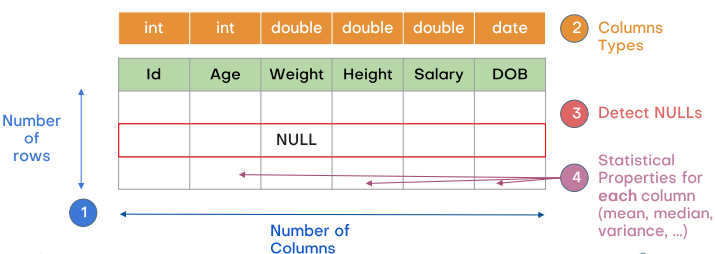 int int double double double date
2 Columns
Types
Id Age Weight Height Salary DOB
3 Detect NULLs
Number
of
rows
NULL
4 Statistical
Properties for
each column
(mean, median,
variance, ...)
1
Number of
Columns